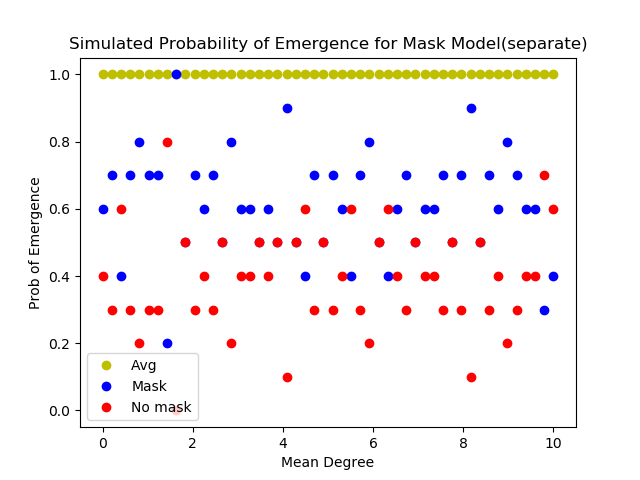 Simulated Probability of Emergence for Mask Model(separate)
1.0
0.8
0.6
0.4
0.2
0.0
Prob of Emergence
Avg
Mask
No mask
0 2 4 6 8 10
Mean Degree